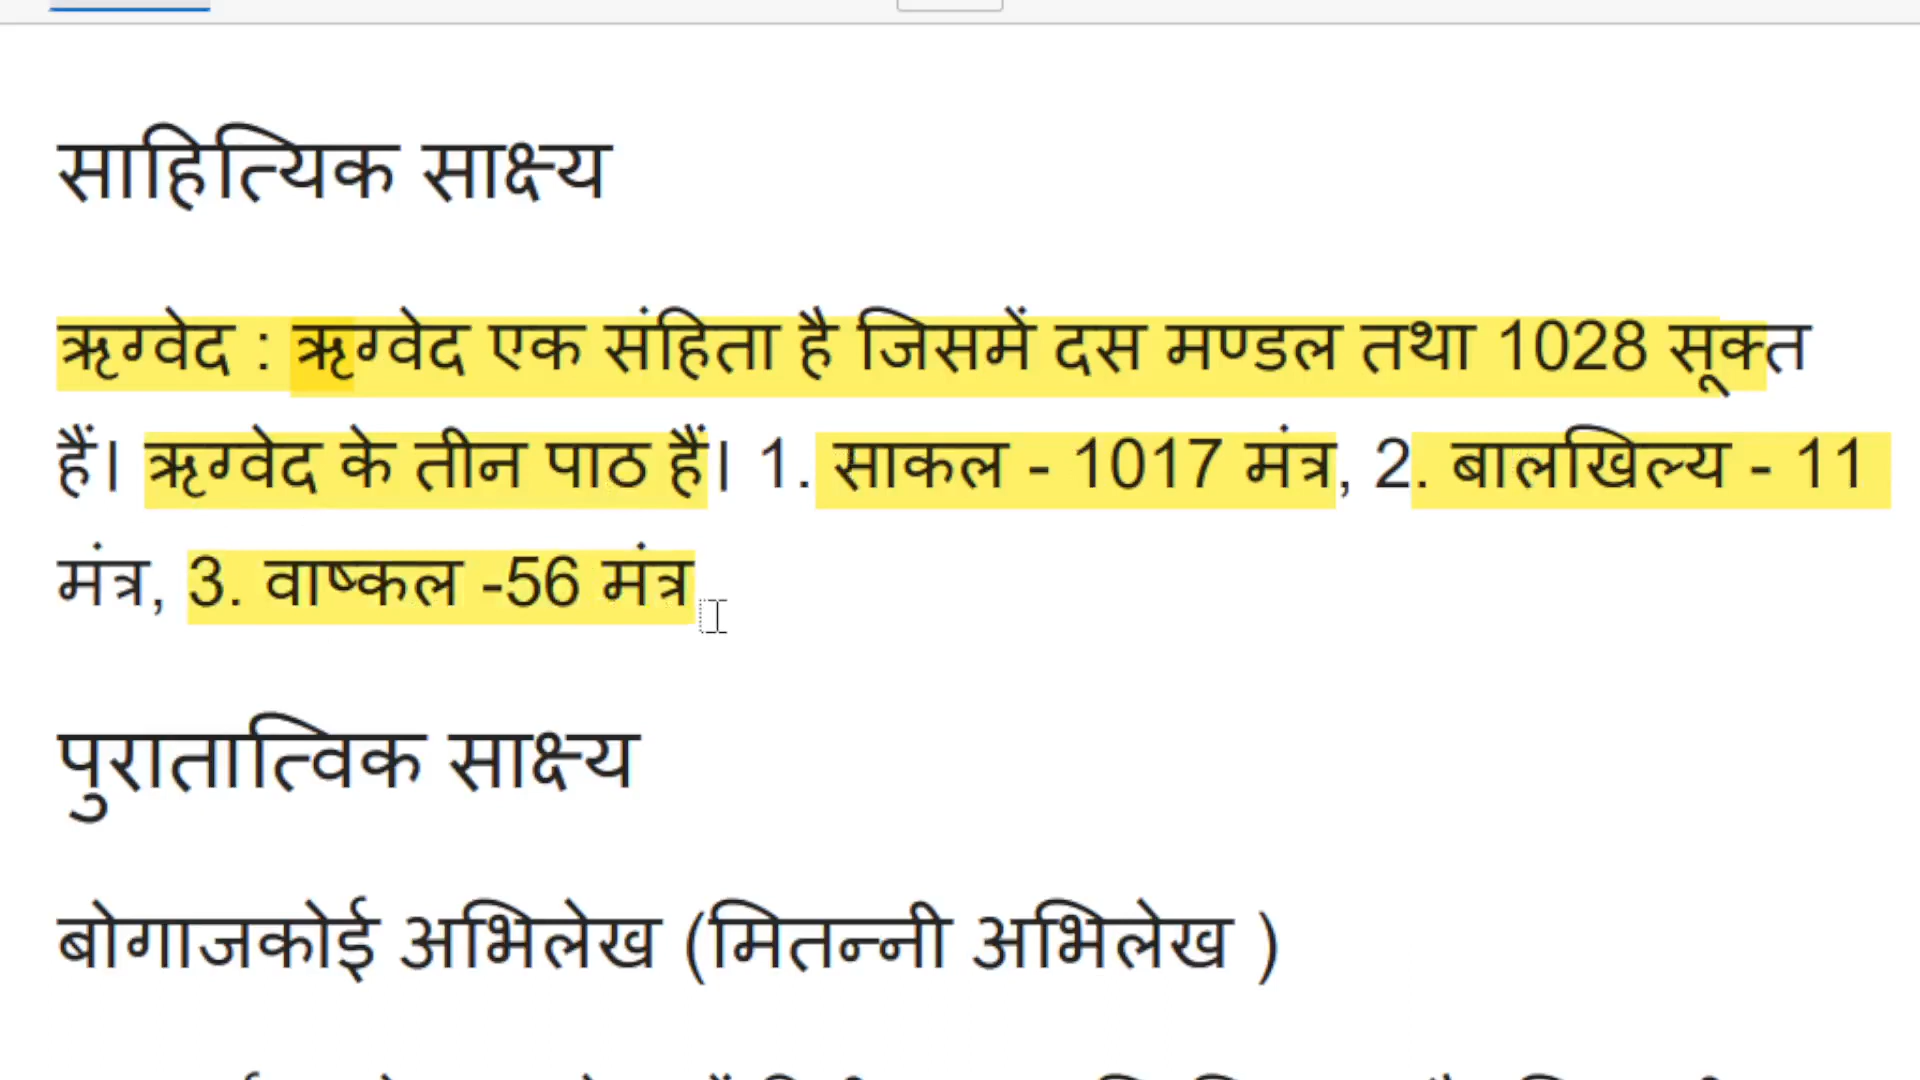 साहित्यिक साक्ष्य
ऋग्वेद : ऋग्वेद एक संहिता है जिसमें दस मण्डल तथा 1028 सूक्त
हैं। ऋग्वेद के तीन पाठ हैं। 1. साकल - 1017 मंत्र, 2. बालखिल्य - 11
मंत्र, 3. वाष्कल -56 मंत्र
पुरातात्विक साक्ष्य
बोगाजकोई अभिलेख (मितन्नी अभिलेख )